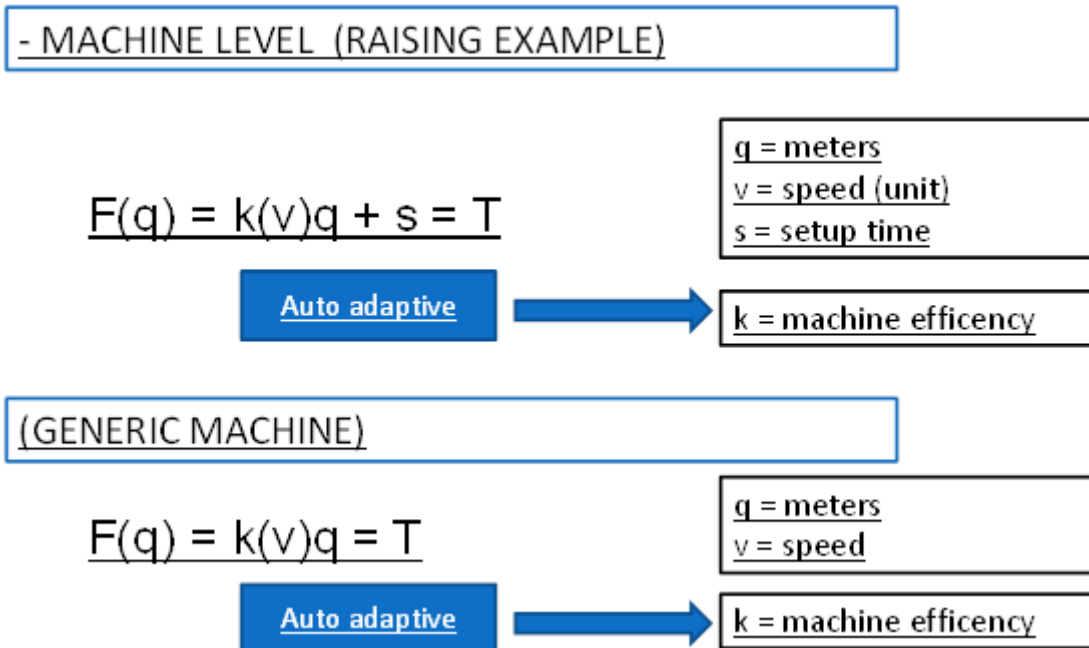 - MACHINE LEVEL  (RAISING EXAMPLE)
q = meters
v = speed (unit)
s = setup time
F(q) = k(v)q + s = T
Auto adaptive
k = machine efficency
(GENERIC MACHINE)
q = meters
v = speed
F(q) = k(v)q = T
Auto adaptive
k = machine efficency